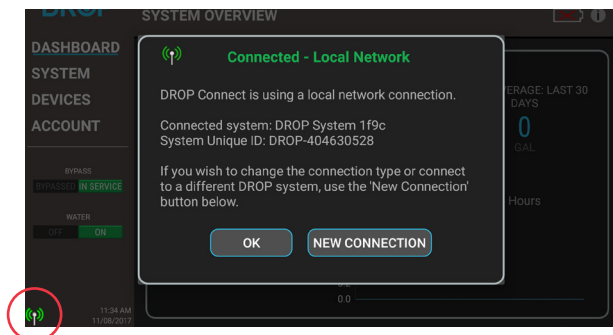 DROP
SYSTEM OVERVIEW
DASHBOARD
SYSTEM
DEVICES
ACCOUNT
BYPASS
BYPASSED IN SERVICE
WATER
OFF ON
11:34 AM
11/08/2017
Connected - Local Network
DROP Connect is using a local network connection.
Connected system: DROP System 1f9c
System Unique ID: DROP-404630528
If you wish to change the connection type or connect
to a different DROP system, use the 'New Connection'
button below.
OK NEW CONNECTION
ERAGE: LAST 30
DAYS
0
GAL
Hours
0.0